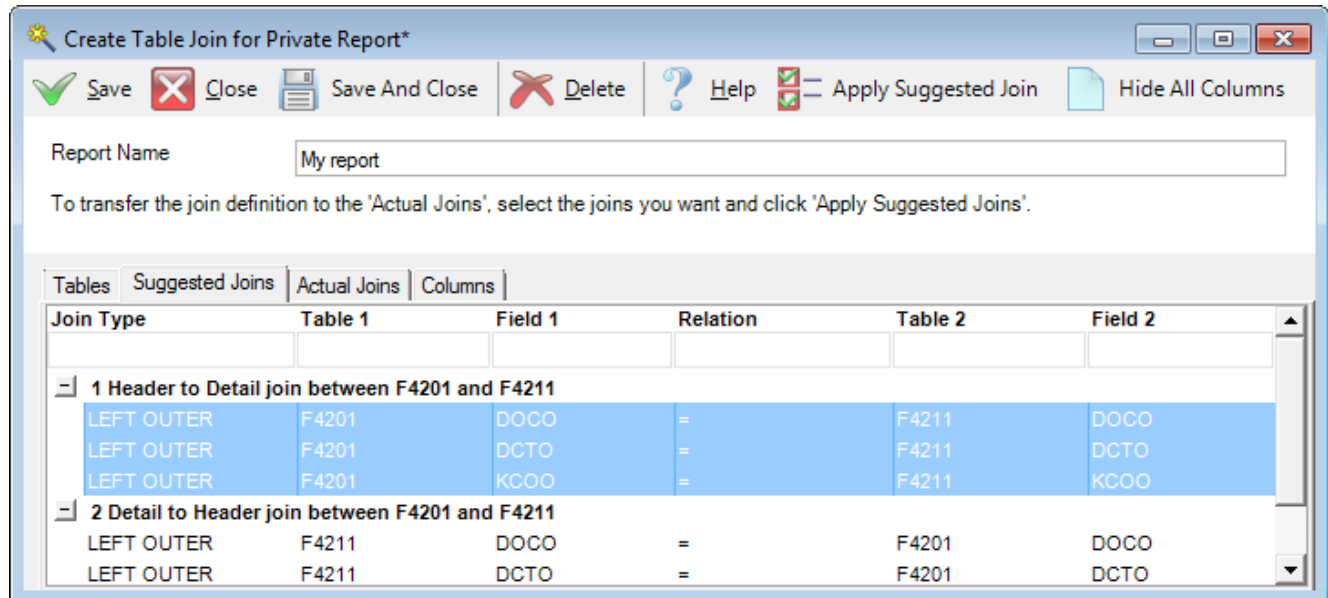 Create Table Join for Private Report*
Save Close Save And Close Delete Help Apply Suggested Join Hide All Columns
Report Name My report
To transfer the join definition to the 'Actual Joins', select the joins you want and click 'Apply Suggested Joins'.
Tables Suggested Joins Actual Joins Columns
Join Type Table 1 Field 1 Relation Table 2 Field 2
1 Header to Detail join between F4201 and F4211
LEFT OUTER F4201 DOCO = F4211 DOCO
LEFT OUTER F4201 DCTO = F4211 DCTO
LEFT OUTER F4201 KCOO = F4211 KCOO
2 Detail to Header join between F4201 and F4211
LEFT OUTER F4211 DOCO = F4201 DOCO
LEFT OUTER F4211 DCTO = F4201 DCTO